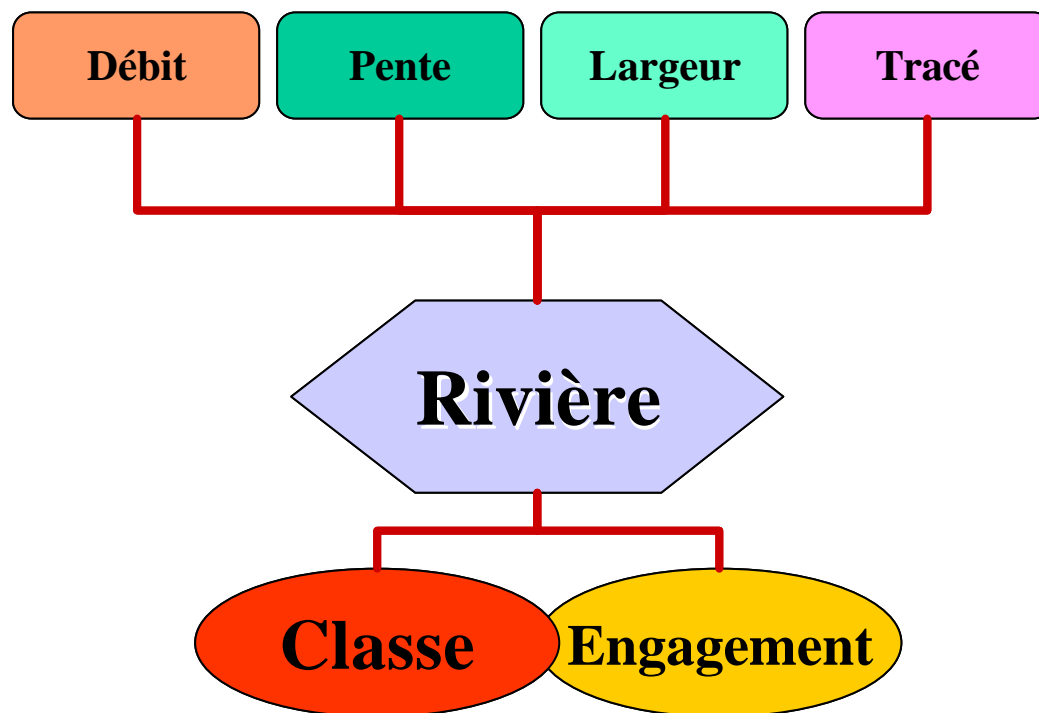 Débit
Pente
Largeur
Tracé
Rivière
Classe
Engagement